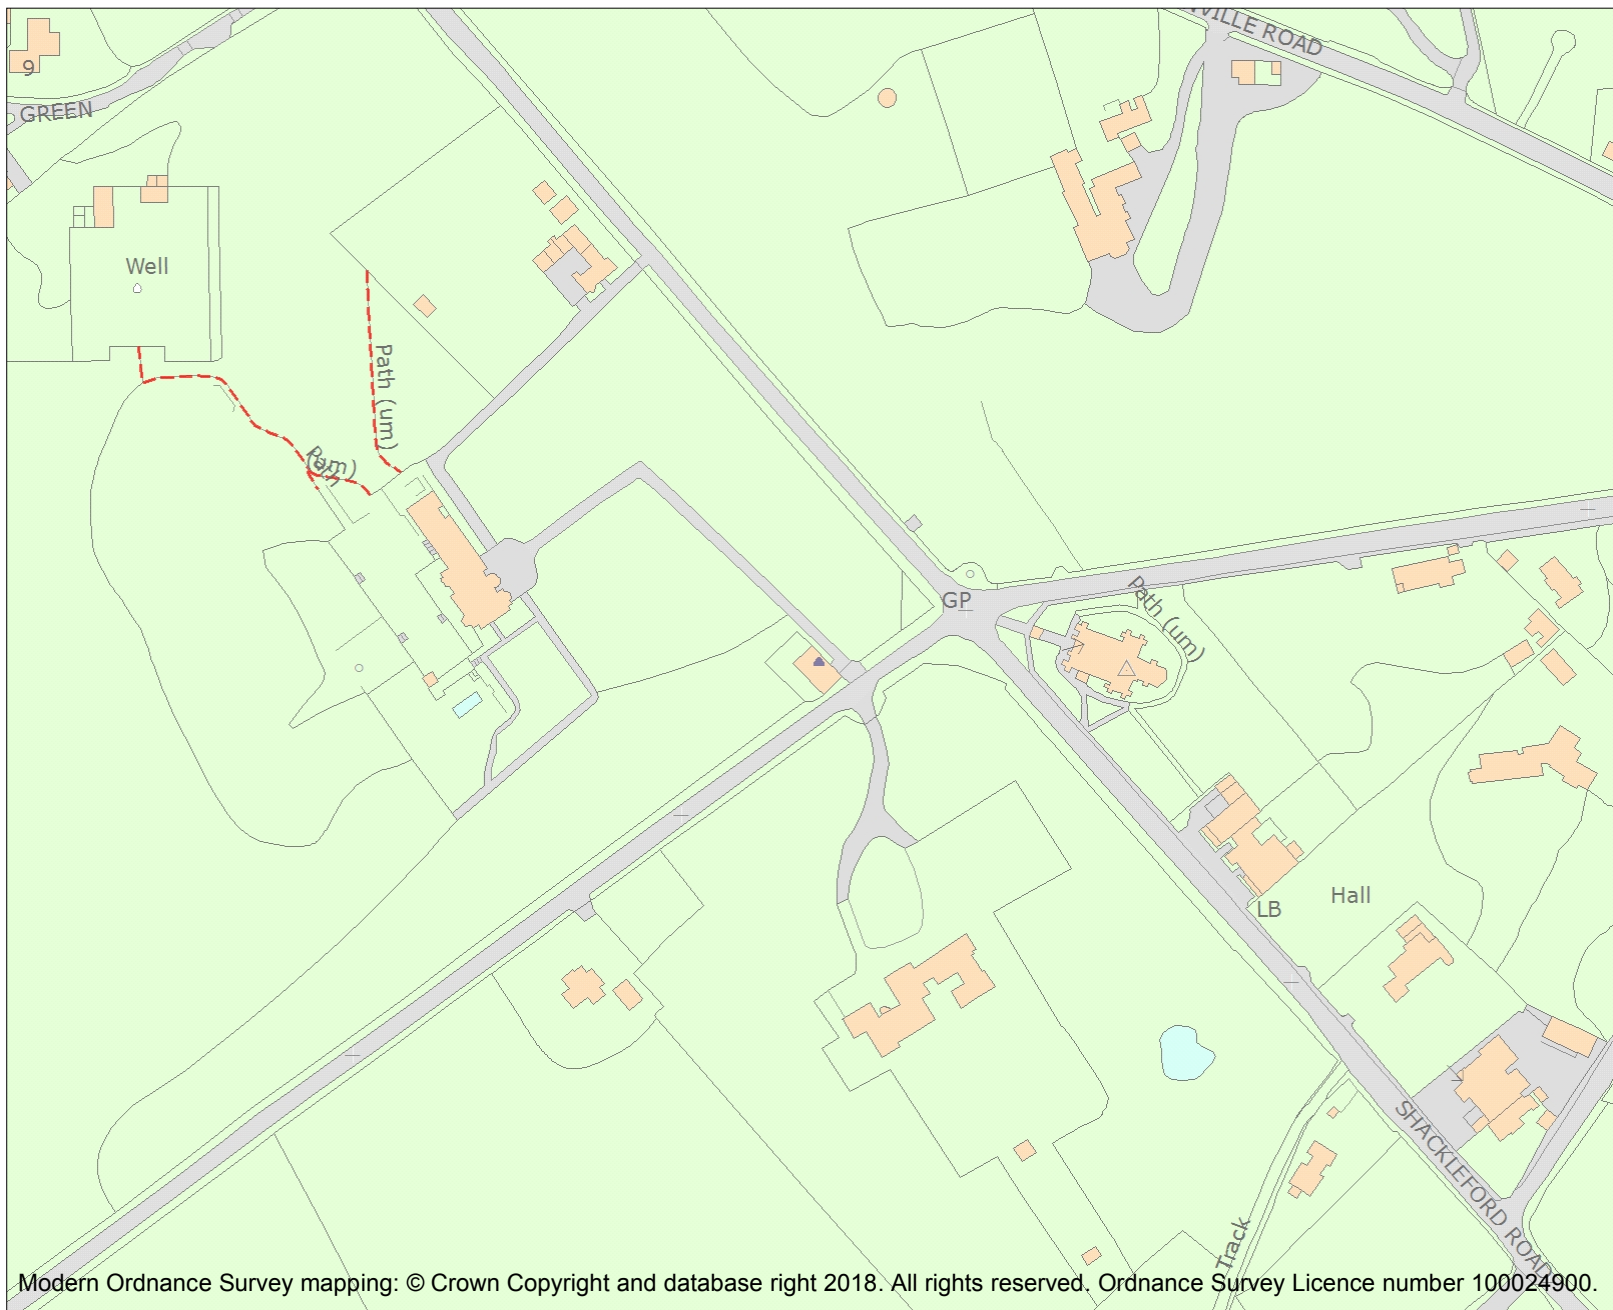 VILLE ROAD
9
GREEN
Well
Path (um)
Path
(um)
GP
Path (um)
Hall
LB
SHACKLEFORD ROAD
Track
Modern Ordnance Survey mapping: © Crown Copyright and database right 2018. All rights reserved. Ordnance Survey Licence number 100024900.